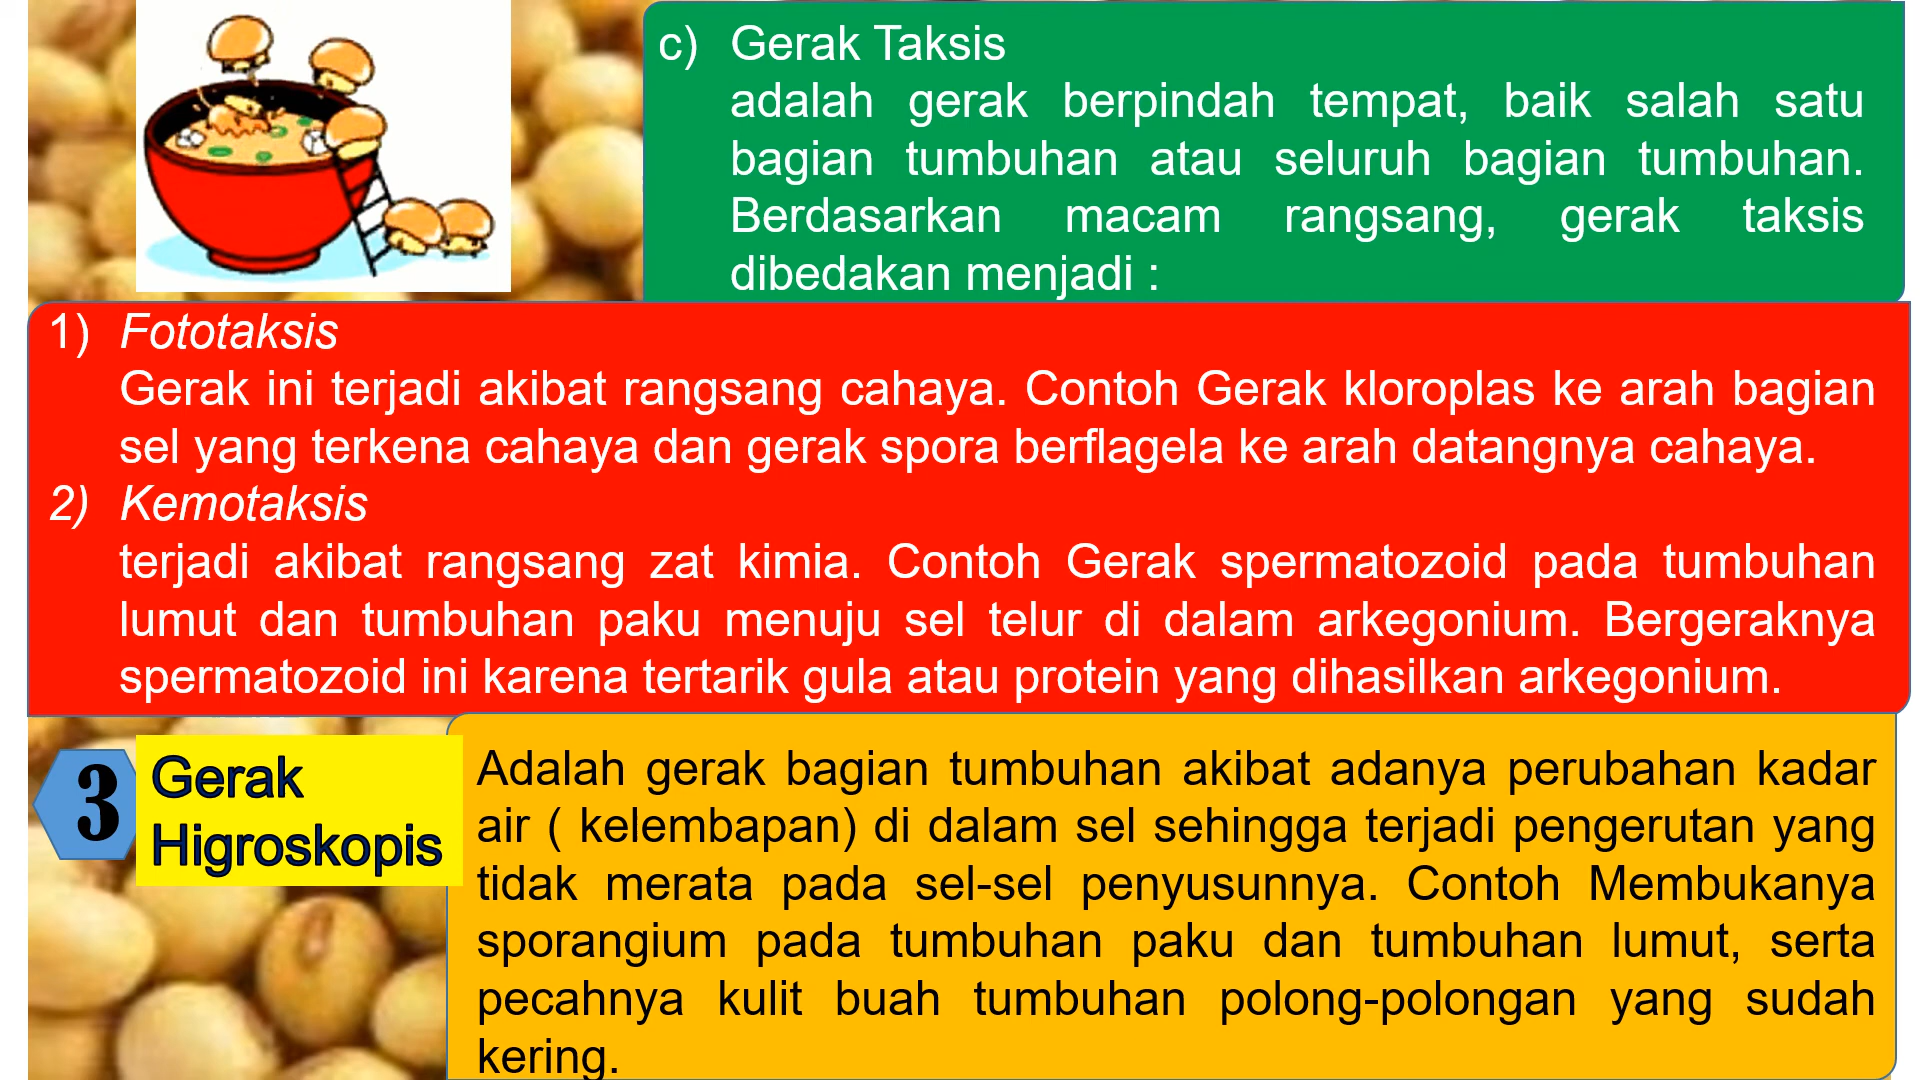 c) Gerak Taksis
adalah gerak berpindah tempat, baik salah satu
bagian tumbuhan atau seluruh bagian tumbuhan.
Berdasarkan macam rangsang, gerak taksis
dibedakan menjadi :
1) Fototaksis
Gerak ini terjadi akibat rangsang cahaya. Contoh Gerak kloroplas ke arah bagian
sel yang terkena cahaya dan gerak spora berflagela ke arah datangnya cahaya.
2) Kemotaksis
terjadi akibat rangsang zat kimia. Contoh Gerak spermatozoid pada tumbuhan
lumut dan tumbuhan paku menuju sel telur di dalam arkegonium. Bergeraknya
spermatozoid ini karena tertarik gula atau protein yang dihasilkan arkegonium.
3
Gerak
Higroskopis
Adalah gerak bagian tumbuhan akibat adanya perubahan kadar
air ( kelembapan) di dalam sel sehingga terjadi pengerutan yang
tidak merata pada sel-sel penyusunnya. Contoh Membukanya
sporangium pada tumbuhan paku dan tumbuhan lumut, serta
pecahnya kulit buah tumbuhan polong-polongan yang sudah
kering.